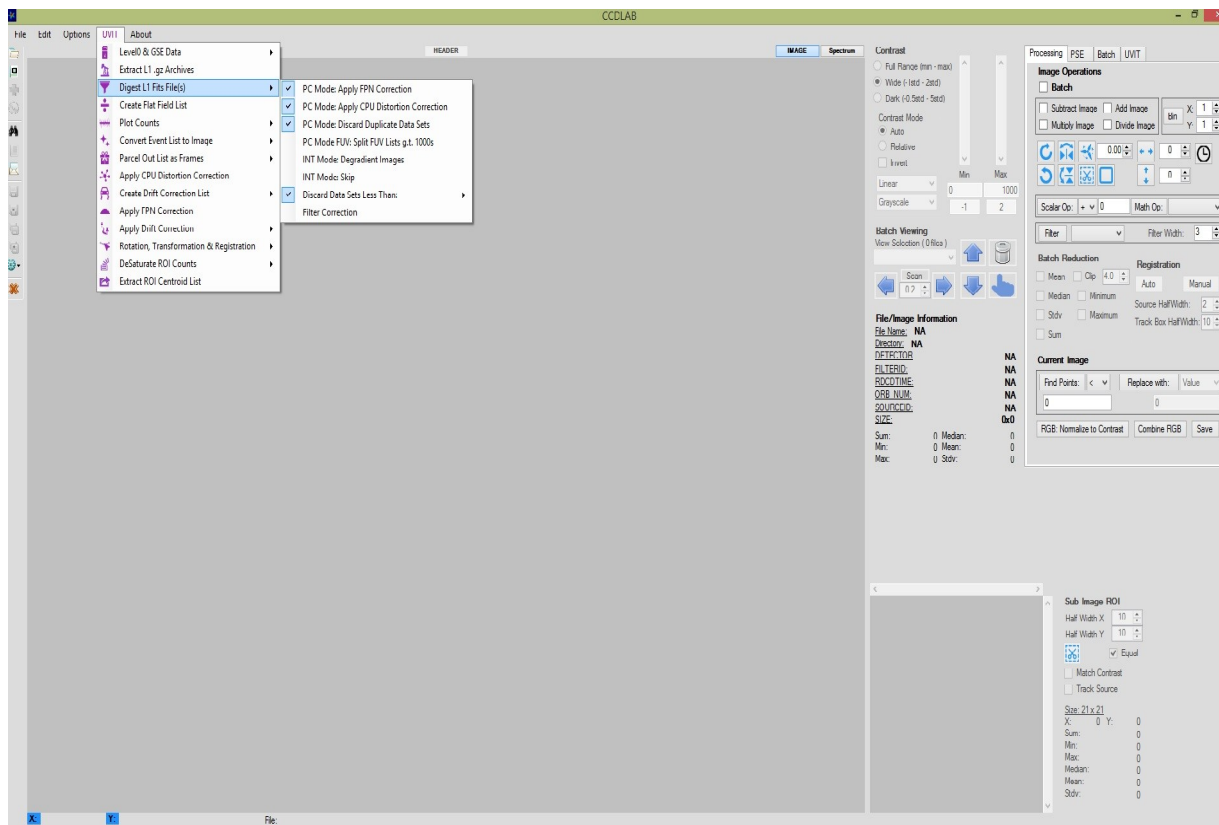 CCDLAB
File Edit Options UVIT About
Level0 & GSE Data
Extract L1 .gz Archives
Digest L1 Fits File(s)
Create Flat Field List
Plot Counts
Convert Event List to Image
Parcel Out List as Frames
Apply CPU Distortion Correction
Create Drift Correction List
Apply FPN Correction
Apply Drift Correction
Rotation, Transformation & Registration
DeSaturate ROI Counts
Extract ROI Centroid List
PC Mode: Apply FPN Correction
PC Mode: Apply CPU Distortion Correction
PC Mode: Discard Duplicate Data Sets
PC Mode FUV: Split FUV Lists g.t. 1000s
INT Mode: Degradient Images
INT Mode: Skip
Discard Data Sets Less Than:
Filter Correction
HEADER
IMAGE Spectrum
Contrast
Full Range (min - max)
Wide (-1std - 2std)
Dark (-0.5std - 5std)
Contrast Mode
Auto
Relative
Invert
Min Max
Linear 0 1000
Grayscale -1 2
Batch Viewing
View Selection ( 0 files )
Scan
0.2
File/Image Information
File Name: NA
Directory: NA
DETECTOR NA
FILTERID: NA
RDCDTIME: NA
ORB_NUM: NA
SOURCEID: NA
SIZE: 0x0
Sum: 0 Median: 0
Min: 0 Mean: 0
Max: 0 Stdv: 0
Processing PSE Batch UVIT
Image Operations
Batch
Subtract Image Add Image Bin X: 1
Multiply Image Divide Image Y: 1
0.00 0
0
Scalar Op: + 0 Math Op:
Filter Filter Width: 3
Batch Reduction Registration
Mean Clip 4.0 Auto Manual
Median Minimum Source HalfWidth: 2
Stdv Maximum Track Box HalfWidth: 10
Sum
Current Image
Find Points: < Replace with: Value
0 0
RGB: Normalize to Contrast Combine RGB Save
Sub Image ROI
Half Width X 10
Half Width Y 10
Equal
Match Contrast
Track Source
Size: 21 x 21
X: 0 Y: 0
Sum: 0
Min: 0
Max: 0
Median: 0
Mean: 0
Stdv: 0
X: Y: File: